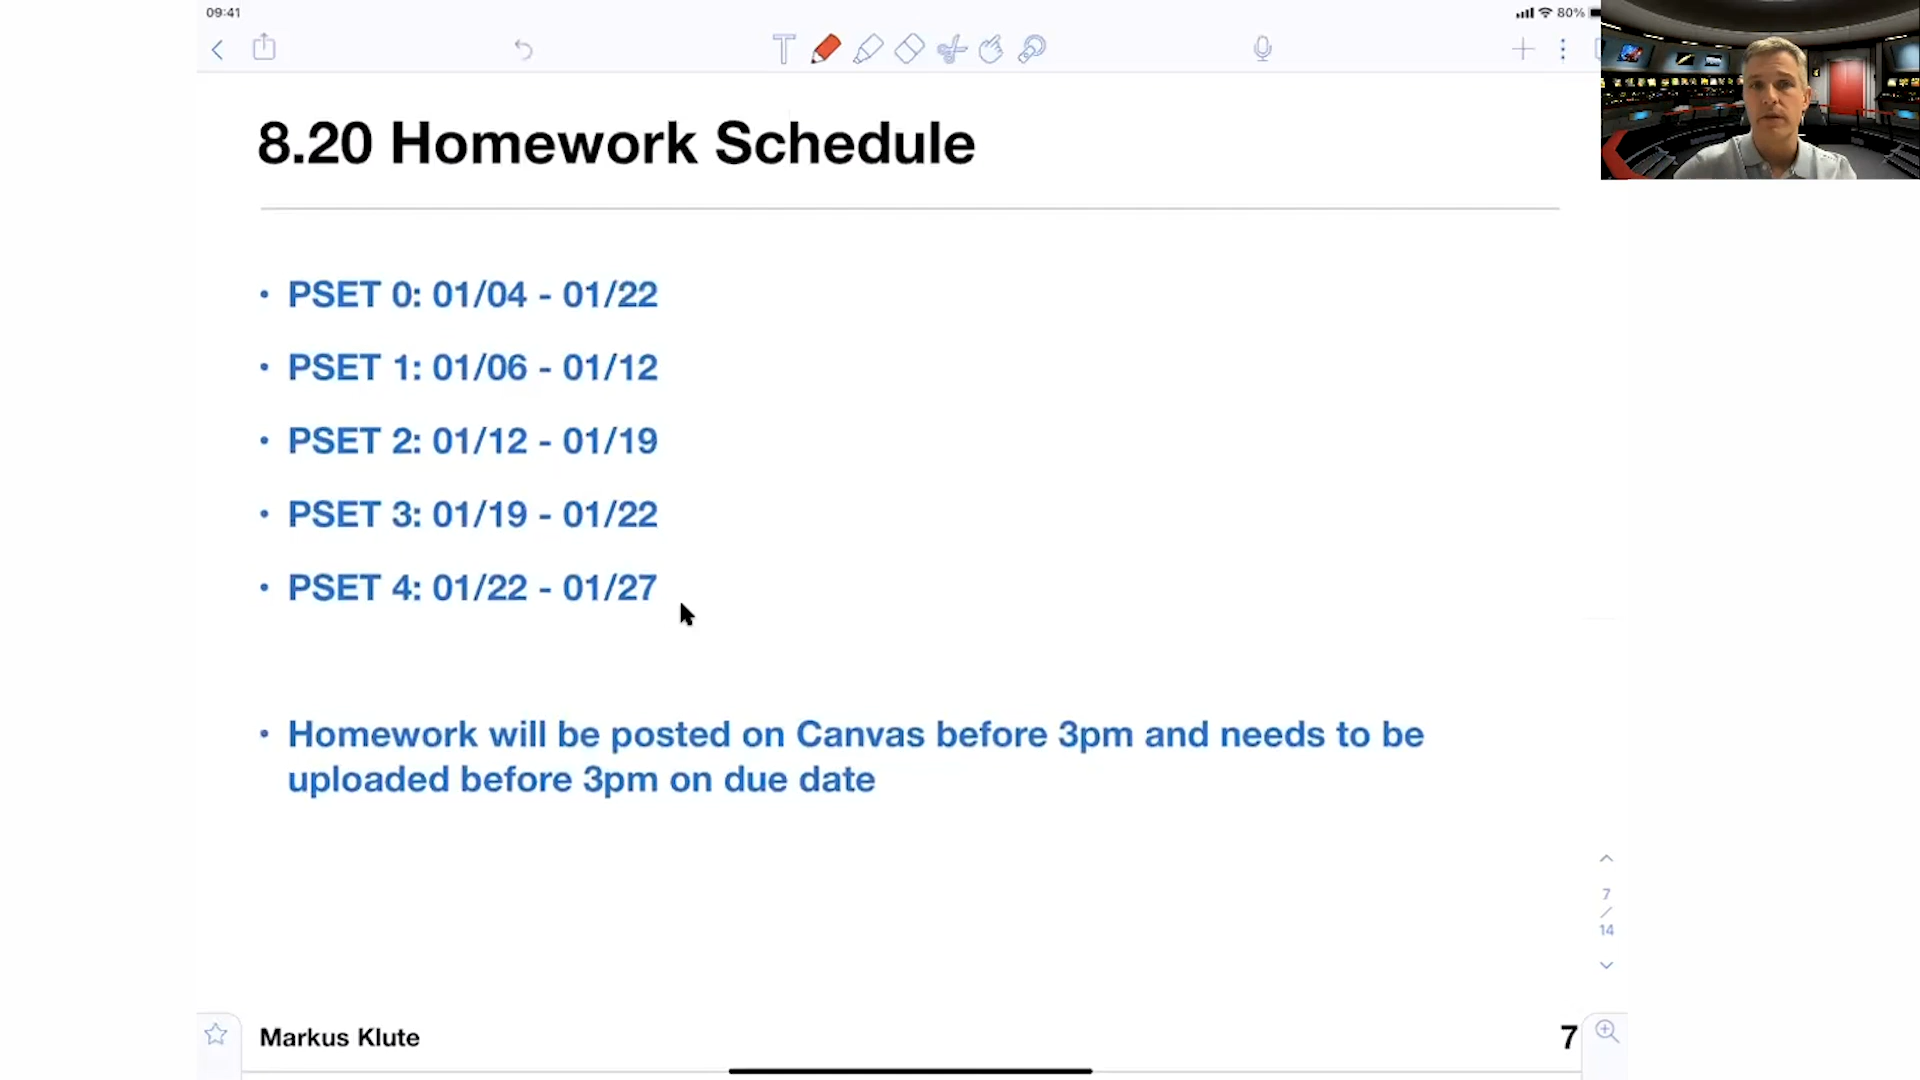 09:41
80%
8.20 Homework Schedule
• PSET 0: 01/04 - 01/22
• PSET 1: 01/06 - 01/12
• PSET 2: 01/12 - 01/19
• PSET 3: 01/19 - 01/22
• PSET 4: 01/22 - 01/27
• Homework will be posted on Canvas before 3pm and needs to be
uploaded before 3pm on due date
7
/
14
Markus Klute
7